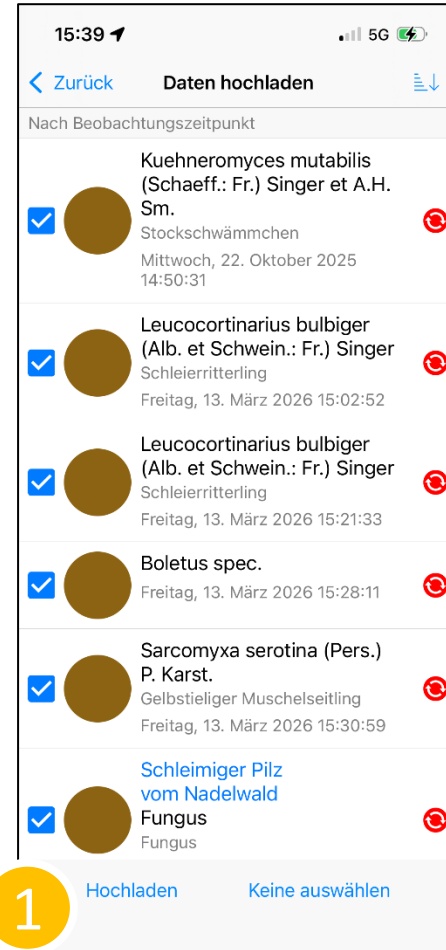 15:39
5G
Zurück
Daten hochladen
Nach Beobachtungszeitpunkt
Kuehneromyces mutabilis
(Schaeff.: Fr.) Singer et A.H.
Sm.
Stockschwämmchen
Mittwoch, 22. Oktober 2025
14:50:31
Leucocortinarius bulbiger
(Alb. et Schwein.: Fr.) Singer
Schleierritterling
Freitag, 13. März 2026 15:02:52
Leucocortinarius bulbiger
(Alb. et Schwein.: Fr.) Singer
Schleierritterling
Freitag, 13. März 2026 15:21:33
Boletus spec.
Freitag, 13. März 2026 15:28:11
Sarcomyxa serotina (Pers.)
P. Karst.
Gelbstieliger Muschelseitling
Freitag, 13. März 2026 15:30:59
Schleimiger Pilz
vom Nadelwald
Fungus
Fungus
1
Hochladen
Keine auswählen